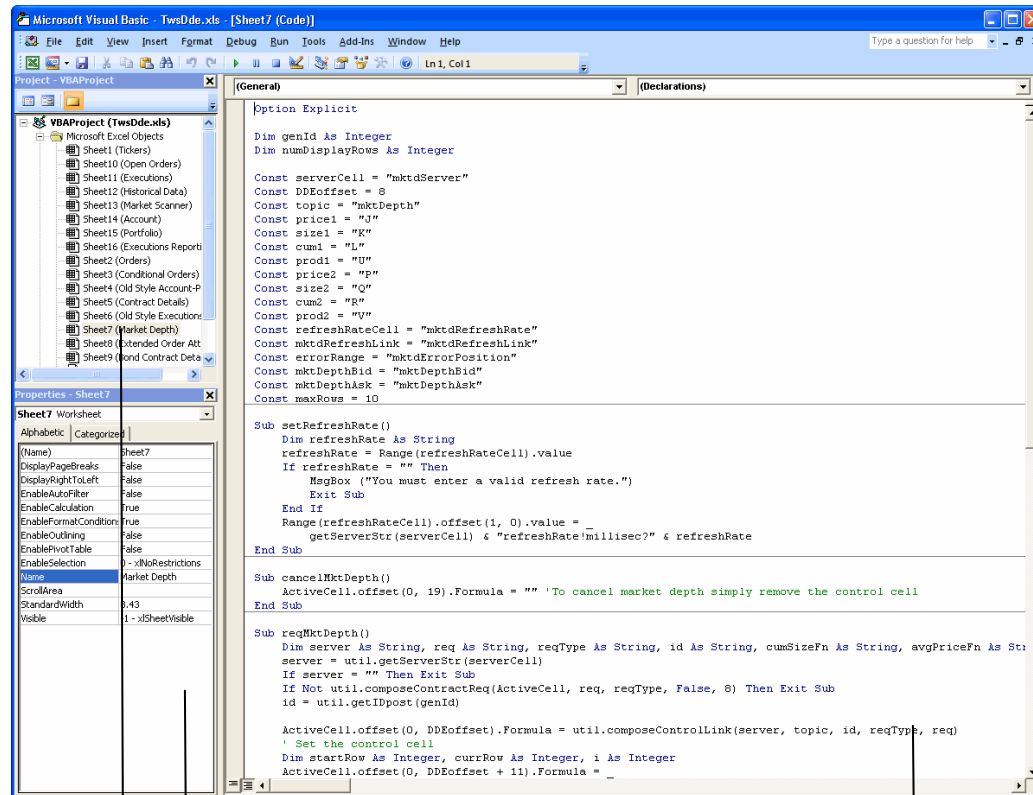 Microsoft Visual Basic - TwsDde.xls - [Sheet7 (Code)]
File Edit View Insert Format Debug Run Tools Add-Ins Window Help
Type a question for help
Ln 1, Col 1
Project - VBAProject
VBAProject (TwsDde.xls)
Microsoft Excel Objects
Sheet1 (Tickers)
Sheet10 (Open Orders)
Sheet11 (Executions)
Sheet12 (Historical Data)
Sheet13 (Market Scanner)
Sheet14 (Account)
Sheet15 (Portfolio)
Sheet16 (Executions Reporti
Sheet2 (Orders)
Sheet3 (Conditional Orders)
Sheet4 (Old Style Account-P
Sheet5 (Contract Details)
Sheet6 (Old Style Executions
Sheet7 (Market Depth)
Sheet8 (Extended Order Att
Sheet9 (Bond Contract Deta
Properties - Sheet7
Sheet7 Worksheet
Alphabetic Categorized
(Name) Sheet7
DisplayPageBreaks False
DisplayRightToLeft False
EnableAutoFilter False
EnableCalculation True
EnableFormatConditions True
EnableOutlining False
EnablePivotTable False
EnableSelection 0 - xlNoRestrictions
Name Market Depth
ScrollArea
StandardWidth 8.43
Visible -1 - xlSheetVisible
(General) (Declarations)
Option Explicit
Dim genId As Integer
Dim numDisplayRows As Integer
Const serverCell = "mktdServer"
Const DDEoffset = 8
Const topic = "mktDepth"
Const price1 = "J"
Const size1 = "K"
Const cum1 = "L"
Const prod1 = "U"
Const price2 = "P"
Const size2 = "Q"
Const cum2 = "R"
Const prod2 = "V"
Const refreshRateCell = "mktdRefreshRate"
Const mktdRefreshLink = "mktdRefreshLink"
Const errorRange = "mktdErrorPosition"
Const mktDepthBid = "mktDepthBid"
Const mktDepthAsk = "mktDepthAsk"
Const maxRows = 10
Sub setRefreshRate()
Dim refreshRate As String
refreshRate = Range(refreshRateCell).value
If refreshRate = "" Then
MsgBox ("You must enter a valid refresh rate.")
Exit Sub
End If
Range(refreshRateCell).offset(1, 0).value = _
getServerStr(serverCell) & "refreshRate!millisec?" & refreshRate
End Sub
Sub cancelMktDepth()
ActiveCell.offset(0, 19).Formula = "" 'To cancel market depth simply remove the control cell
End Sub
Sub reqMktDepth()
Dim server As String, req As String, reqType As String, id As String, cumSizeFn As String, avgPriceFn As Str
server = util.getServerStr(serverCell)
If server = "" Then Exit Sub
If Not util.composeContractReq(ActiveCell, req, reqType, False, 8) Then Exit Sub
id = util.getIDpost(genId)
ActiveCell.offset(0, DDEoffset).Formula = util.composeControlLink(server, topic, id, reqType, req)
' Set the control cell
Dim startRow As Integer, currRow As Integer, i As Integer
ActiveCell.offset(0, DDEoffset + 11).Formula = _